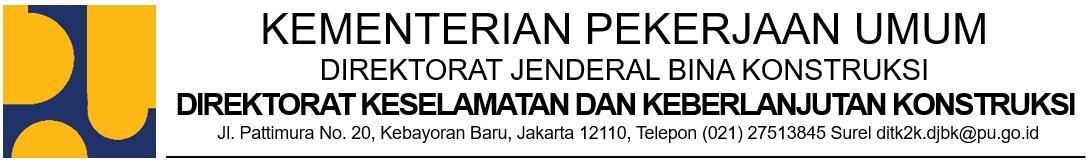 KEMENTERIAN PEKERJAAN UMUM
DIREKTORAT JENDERAL BINA KONSTRUKSI
DIREKTORAT KESELAMATAN DAN KEBERLANJUTAN KONSTRUKSI
Jl. Pattimura No. 20, Kebayoran Baru, Jakarta 12110, Telepon (021) 27513845 Surel ditk2k.djbk@pu.go.id